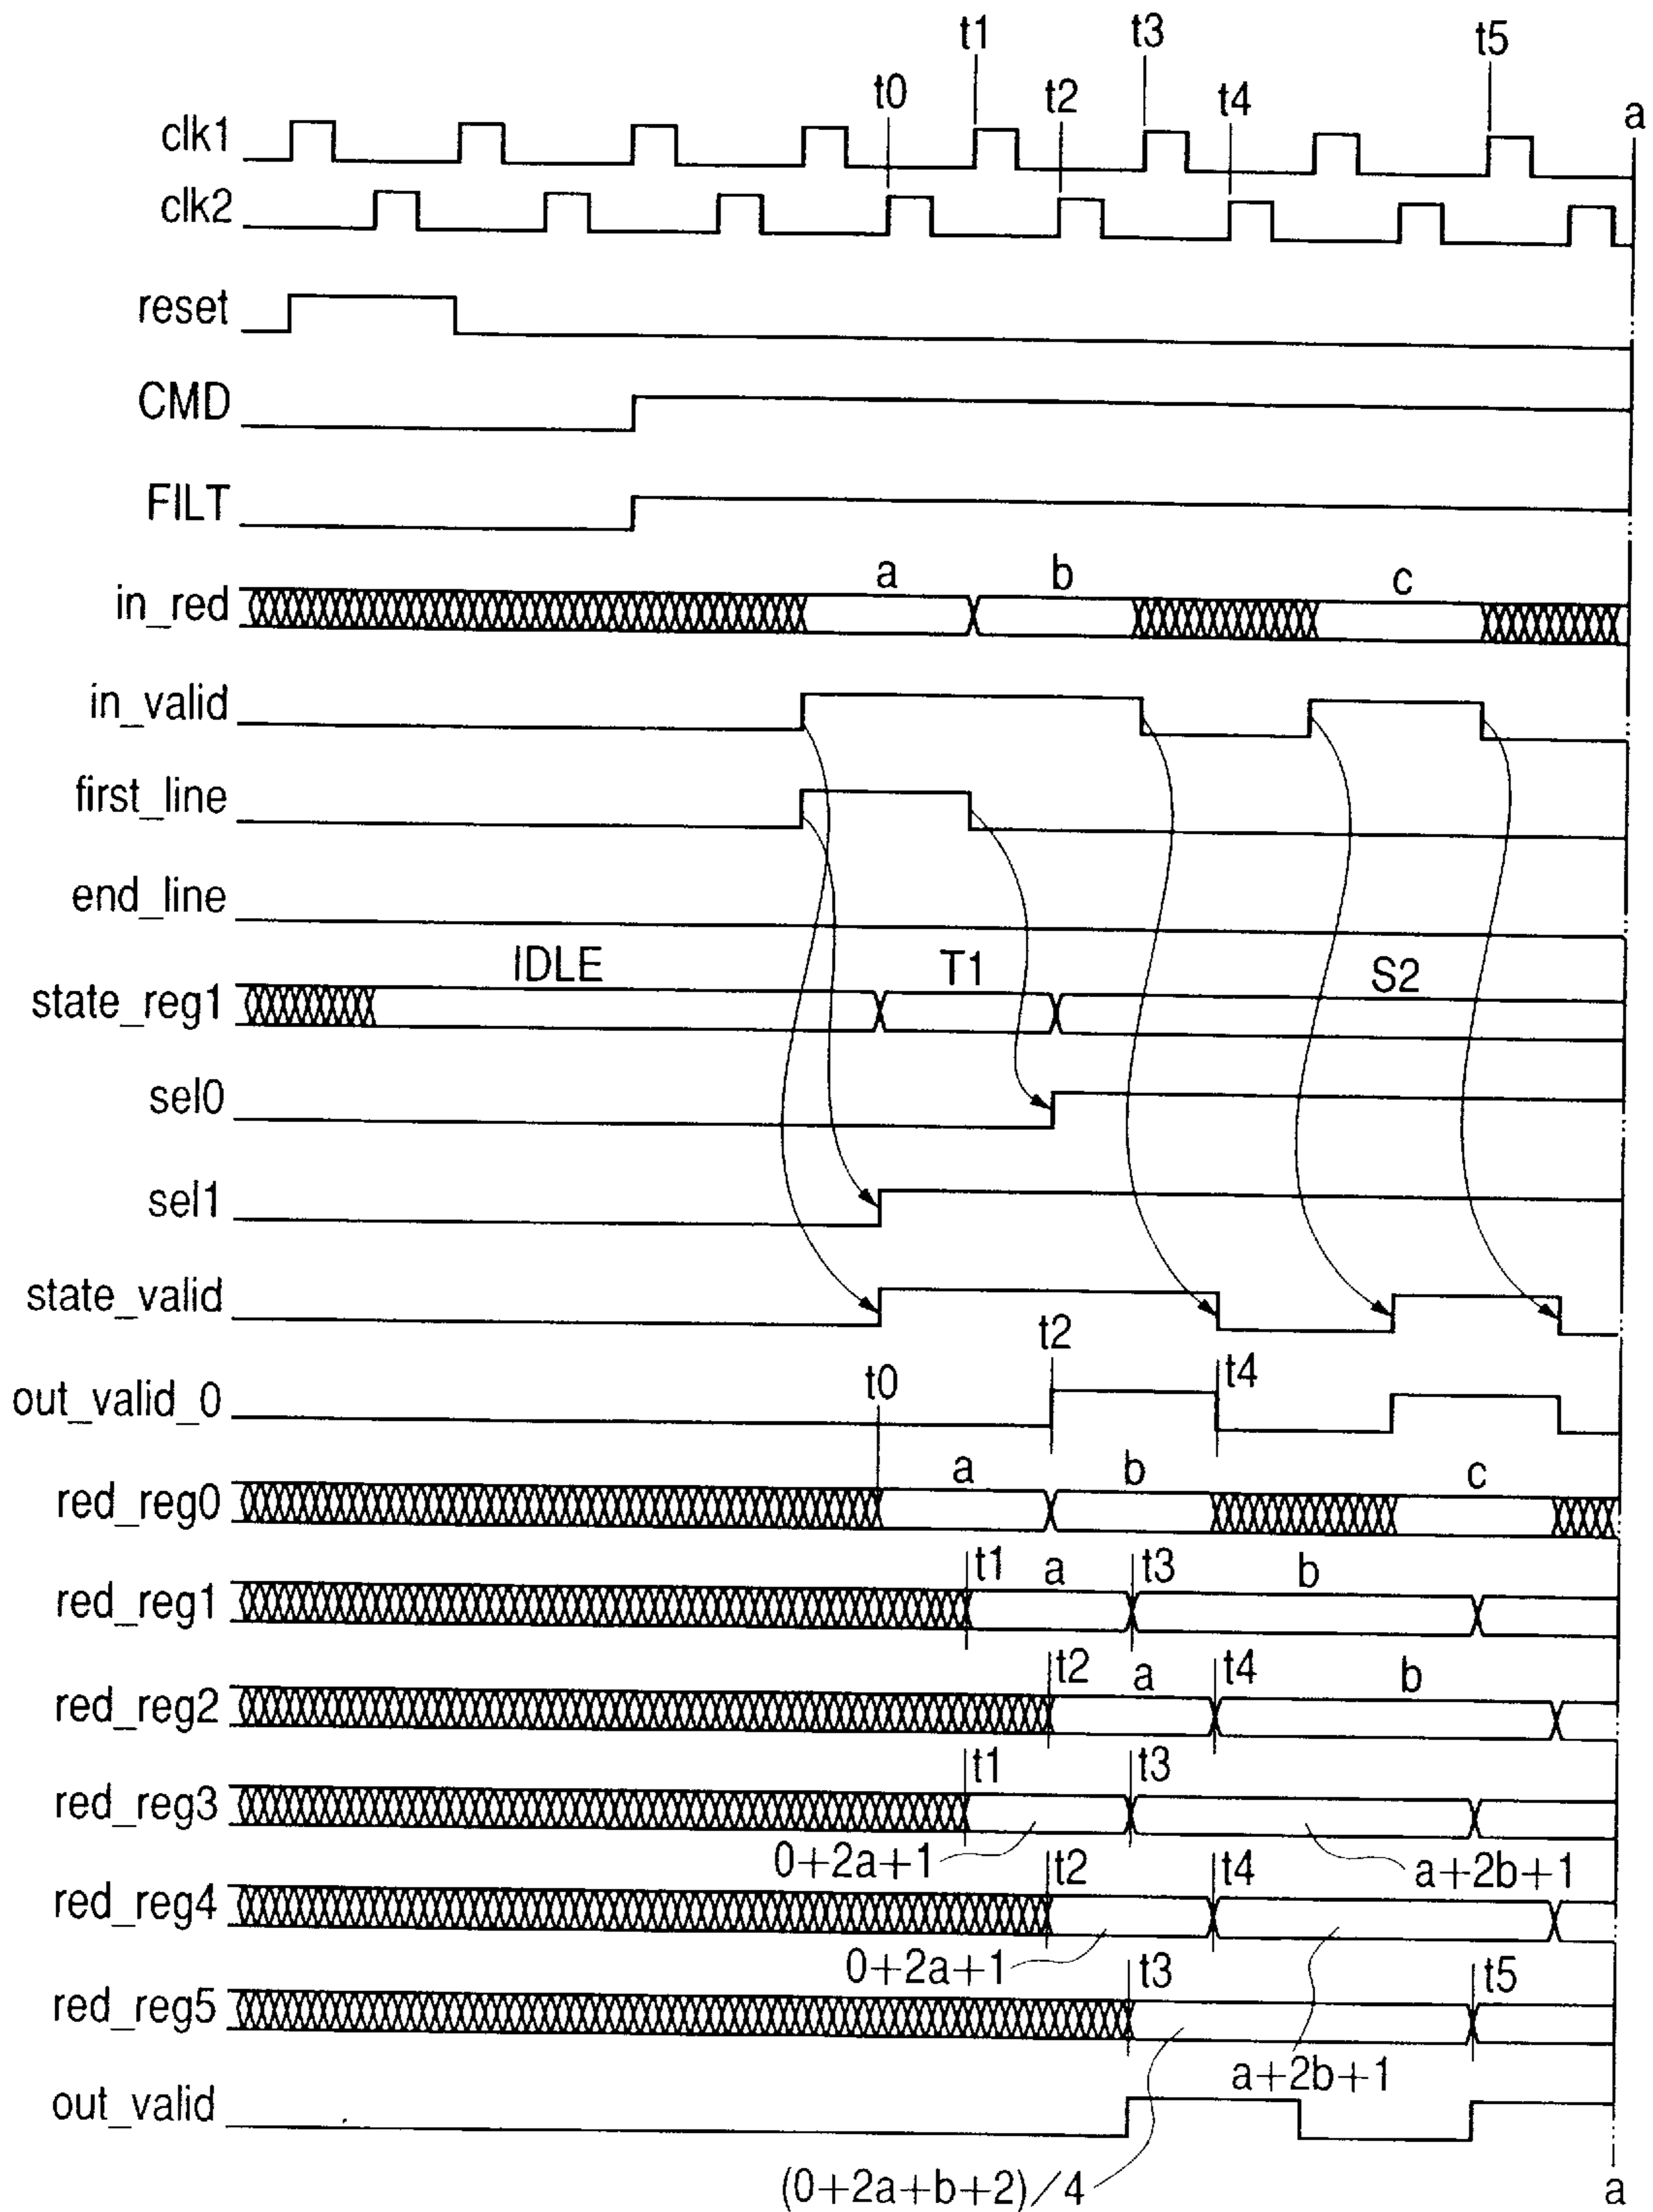 t1 t3 t5
t0 t2 t4 a
clk1
clk2
reset
CMD
FILT
a b c
in_red
in_valid
first_line
end_line
IDLE T1 S2
state_reg1
sel0
sel1
state_valid
t2
t0 t4
out_valid_0
a b c
red_reg0
t1 a t3 b
red_reg1
t2 a t4 b
red_reg2
t1 t3
red_reg3
0+2a+1 a+2b+1
t2 t4
red_reg4
0+2a+1
t3 t5
red_reg5
a+2b+1
out_valid
(0+2a+b+2)/4 a